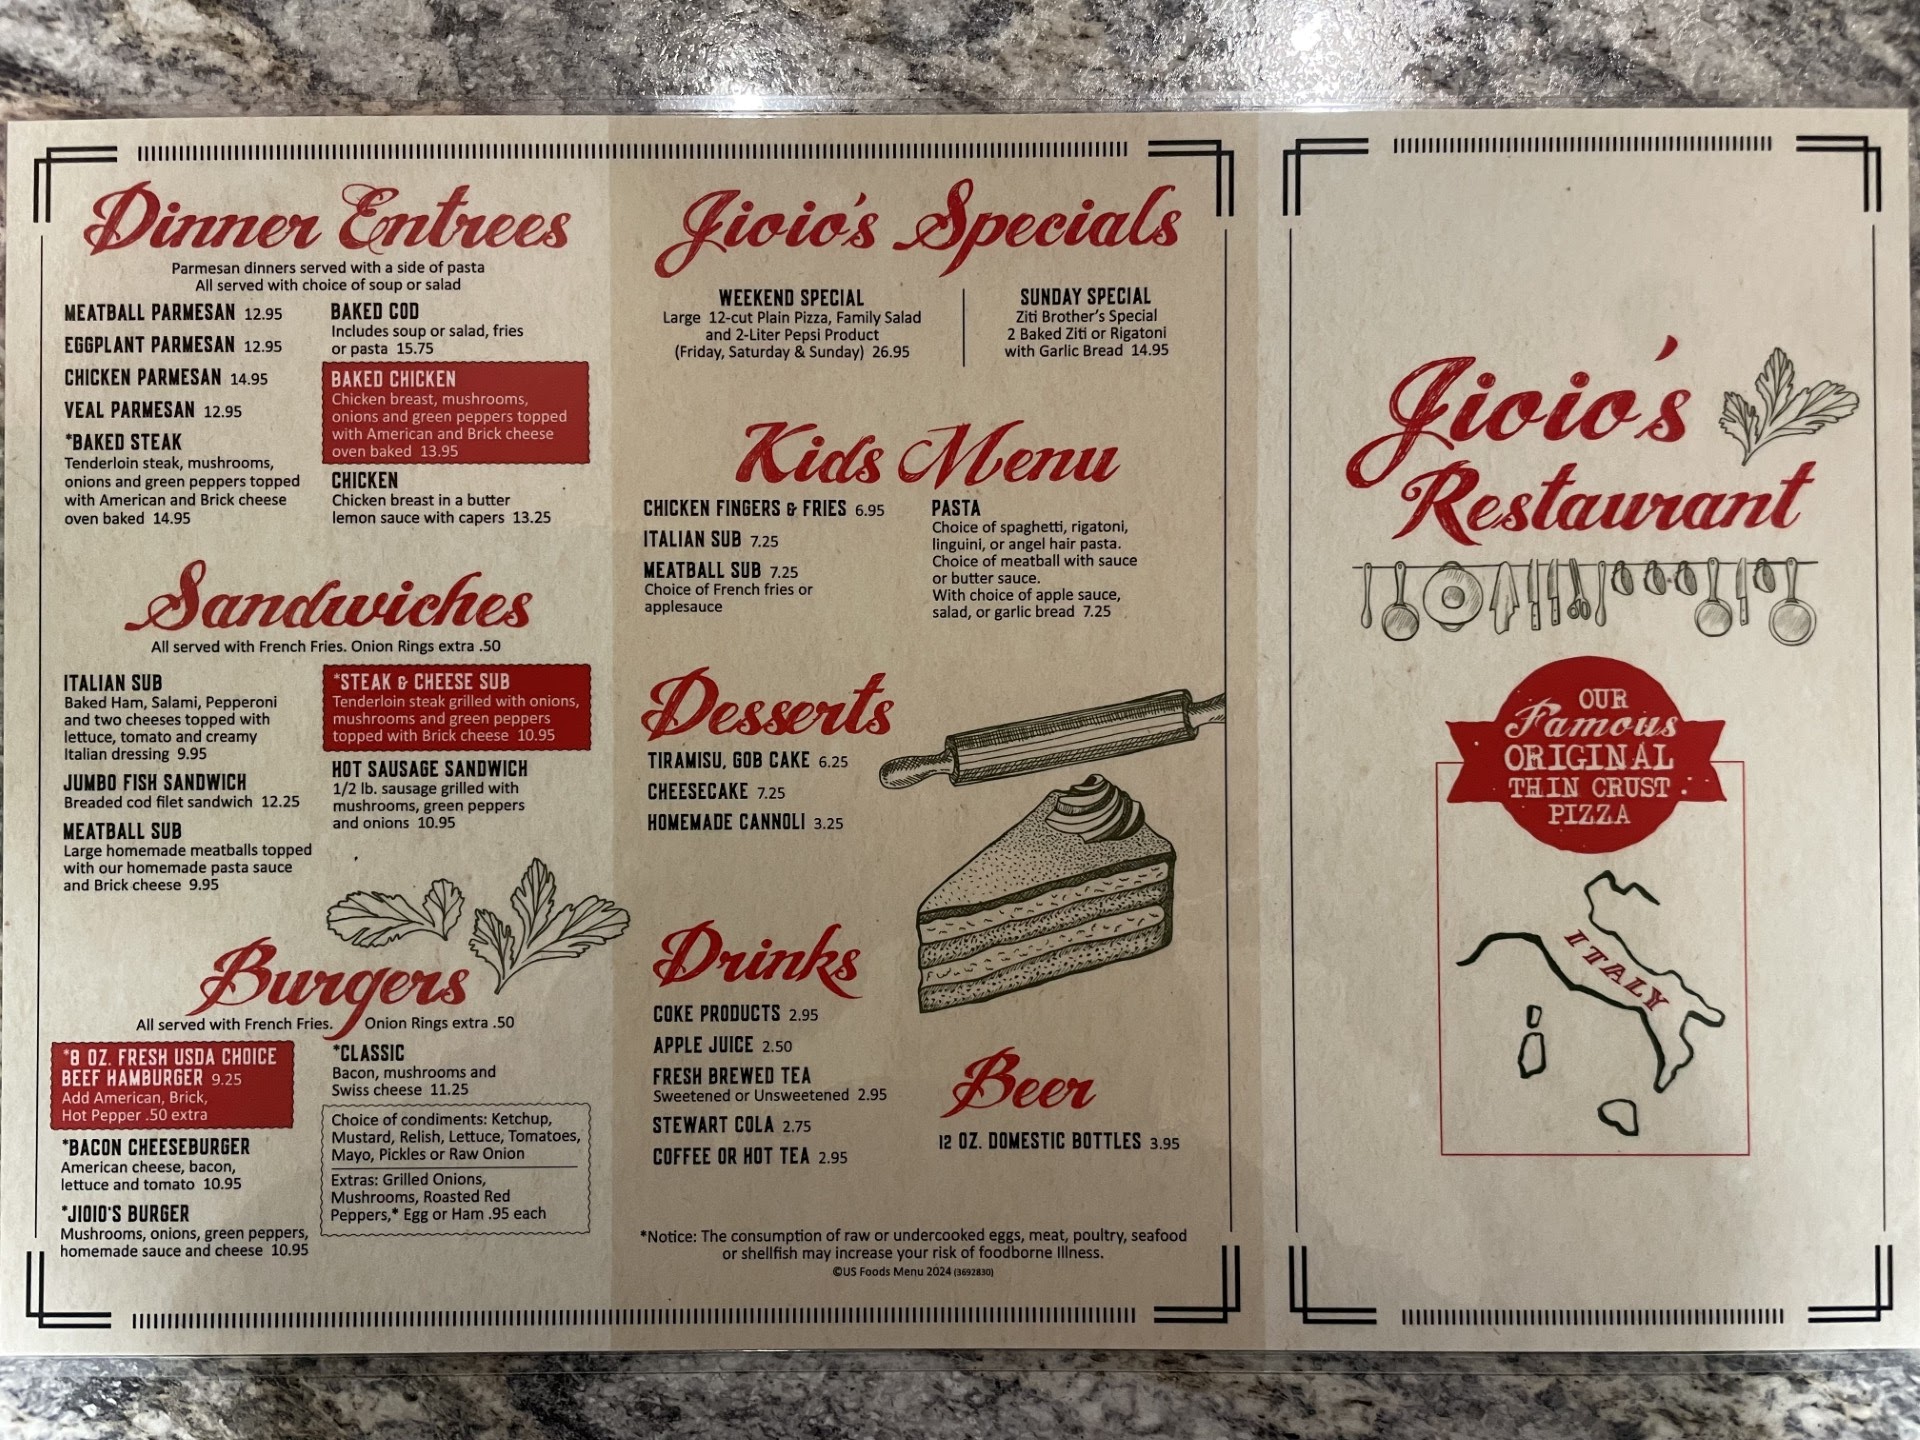 Dinner Entrees
Parmesan dinners served with a side of pasta
All served with choice of soup or salad
MEATBALL PARMESAN 12.95
EGGPLANT PARMESAN 12.95
CHICKEN PARMESAN 14.95
VEAL PARMESAN 12.95
*BAKED STEAK
Tenderloin steak, mushrooms,
onions and green peppers topped
with American and Brick cheese
oven baked 14.95
BAKED COD
Includes soup or salad, fries
or pasta 15.75
BAKED CHICKEN
Chicken breast, mushrooms,
onions and green peppers topped
with American and Brick cheese
oven baked 13.95
CHICKEN
Chicken breast in a butter
lemon sauce with capers 13.25
Sandwiches
All served with French Fries. Onion Rings extra .50
ITALIAN SUB
Baked Ham, Salami, Pepperoni
and two cheeses topped with
lettuce, tomato and creamy
Italian dressing 9.95
JUMBO FISH SANDWICH
Breaded cod filet sandwich 12.25
MEATBALL SUB
Large homemade meatballs topped
with our homemade pasta sauce
and Brick cheese 9.95
*STEAK & CHEESE SUB
Tenderloin steak grilled with onions,
mushrooms and green peppers
topped with Brick cheese 10.95
HOT SAUSAGE SANDWICH
1/2 lb. sausage grilled with
mushrooms, green peppers
and onions 10.95
Burgers
All served with French Fries. Onion Rings extra .50
*8 OZ. FRESH USDA CHOICE
BEEF HAMBURGER 9.25
Add American, Brick,
Hot Pepper .50 extra
*BACON CHEESEBURGER
American cheese, bacon,
lettuce and tomato 10.95
*JIOIO'S BURGER
Mushrooms, onions, green peppers,
homemade sauce and cheese 10.95
*CLASSIC
Bacon, mushrooms and
Swiss cheese 11.25
Choice of condiments: Ketchup,
Mustard, Relish, Lettuce, Tomatoes,
Mayo, Pickles or Raw Onion
Extras: Grilled Onions,
Mushrooms, Roasted Red
Peppers,* Egg or Ham .95 each
Jioio's Specials
WEEKEND SPECIAL
Large 12-cut Plain Pizza, Family Salad
and 2-Liter Pepsi Product
(Friday, Saturday & Sunday) 26.95
SUNDAY SPECIAL
Ziti Brother's Special
2 Baked Ziti or Rigatoni
with Garlic Bread 14.95
Kids Menu
CHICKEN FINGERS & FRIES 6.95
ITALIAN SUB 7.25
MEATBALL SUB 7.25
Choice of French fries or
applesauce
PASTA
Choice of spaghetti, rigatoni,
linguini, or angel hair pasta.
Choice of meatball with sauce
or butter sauce.
With choice of apple sauce,
salad, or garlic bread 7.25
Desserts
TIRAMISU, GOB CAKE 6.25
CHEESECAKE 7.25
HOMEMADE CANNOLI 3.25
Drinks
COKE PRODUCTS 2.95
APPLE JUICE 2.50
FRESH BREWED TEA
Sweetened or Unsweetened 2.95
STEWART COLA 2.75
COFFEE OR HOT TEA 2.95
Beer
12 OZ. DOMESTIC BOTTLES 3.95
*Notice: The consumption of raw or undercooked eggs, meat, poultry, seafood
or shellfish may increase your risk of foodborne Illness.
©US Foods Menu 2024 (3692830)
Jioio's
Restaurant
OUR
Famous
ORIGINAL
THIN CRUST
PIZZA
ITALY